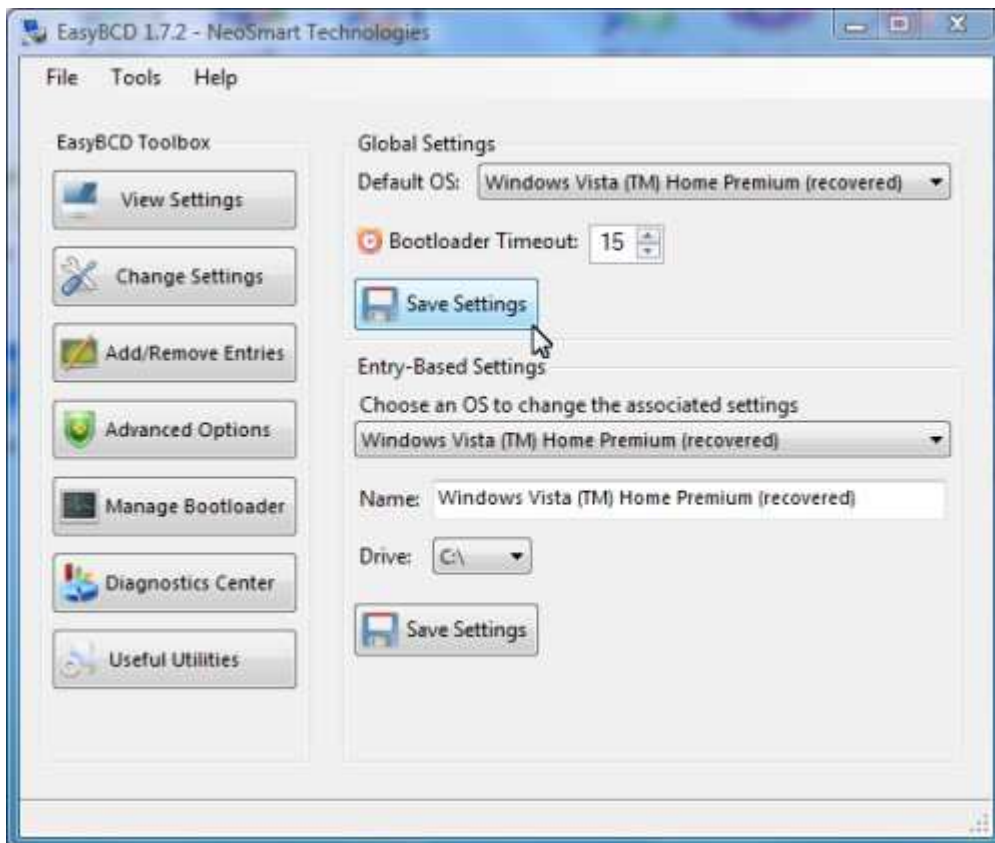 EasyBCD 1.7.2 - NeoSmart Technologies
File Tools Help
EasyBCD Toolbox
View Settings
Change Settings
Add/Remove Entries
Advanced Options
Manage Bootloader
Diagnostics Center
Useful Utilities
Global Settings
Default OS: Windows Vista (TM) Home Premium (recovered)
Bootloader Timeout: 15
Save Settings
Entry-Based Settings
Choose an OS to change the associated settings
Windows Vista (TM) Home Premium (recovered)
Name: Windows Vista (TM) Home Premium (recovered)
Drive: C:\
Save Settings